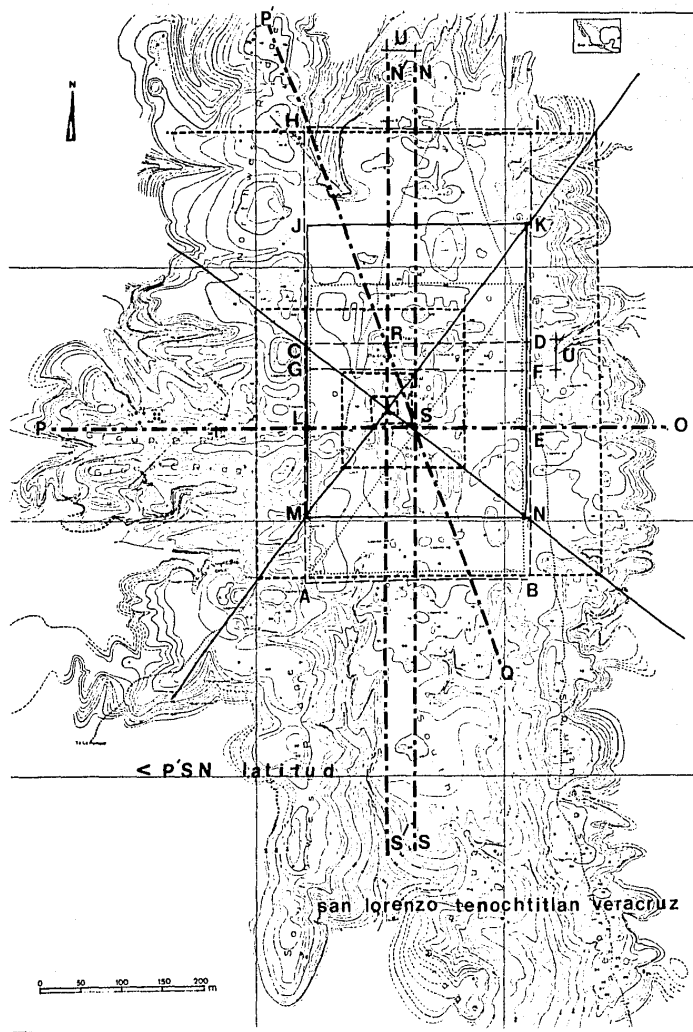 P'
U
N' N
N
H
I
J
K
C
R
D
U
G
F
P
L
S
E
O
M
N
A
B
Q
< P'SN latitud
S' S
san lorenzo tenochtitlan veracruz
0 50 100 150 200
m